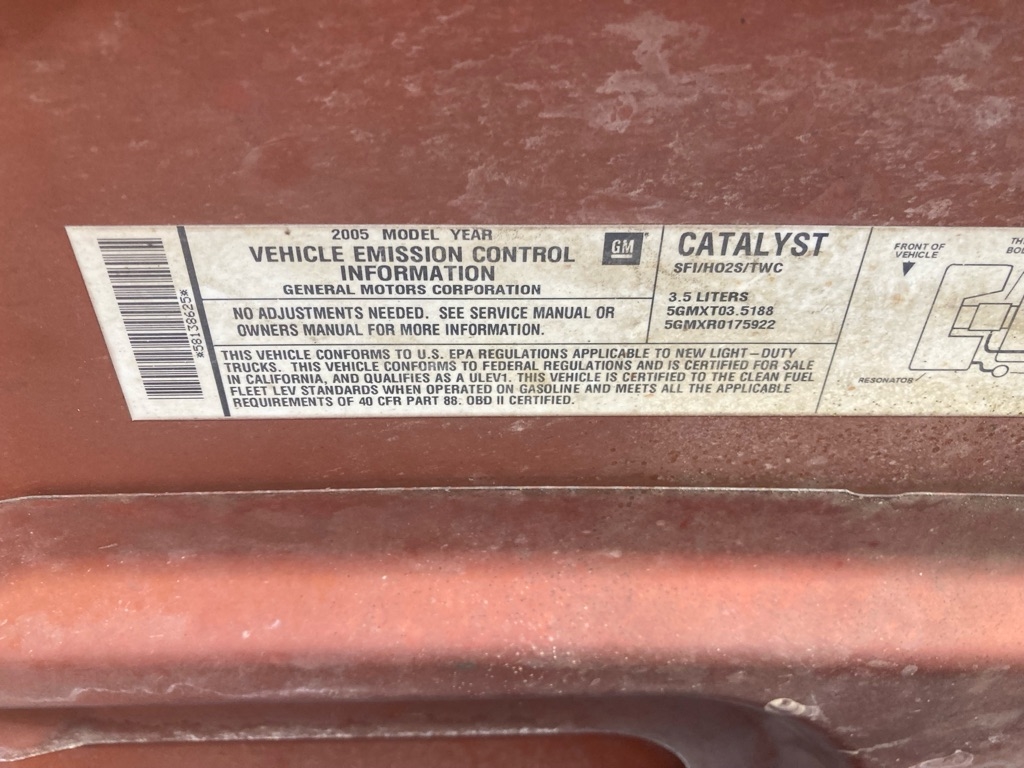 *58138625*
2005 MODEL YEAR
VEHICLE EMISSION CONTROL
INFORMATION
GENERAL MOTORS CORPORATION
GM
NO ADJUSTMENTS NEEDED. SEE SERVICE MANUAL OR
OWNERS MANUAL FOR MORE INFORMATION.
CATALYST
SFI/HO2S/TWC
3.5 LITERS
5GMXT03.5188
5GMXR0175922
THIS VEHICLE CONFORMS TO U.S. EPA REGULATIONS APPLICABLE TO NEW LIGHT-DUTY
TRUCKS. THIS VEHICLE CONFORMS TO FEDERAL REGULATIONS AND IS CERTIFIED FOR SALE
IN CALIFORNIA, AND QUALIFIES AS A ULEV1. THIS VEHICLE IS CERTIFIED TO THE CLEAN FUEL
FLEET LEV STANDARDS WHEN OPERATED ON GASOLINE AND MEETS ALL THE APPLICABLE
REQUIREMENTS OF 40 CFR PART 88. OBD II CERTIFIED.
FRONT OF
VEHICLE
RESONATOR